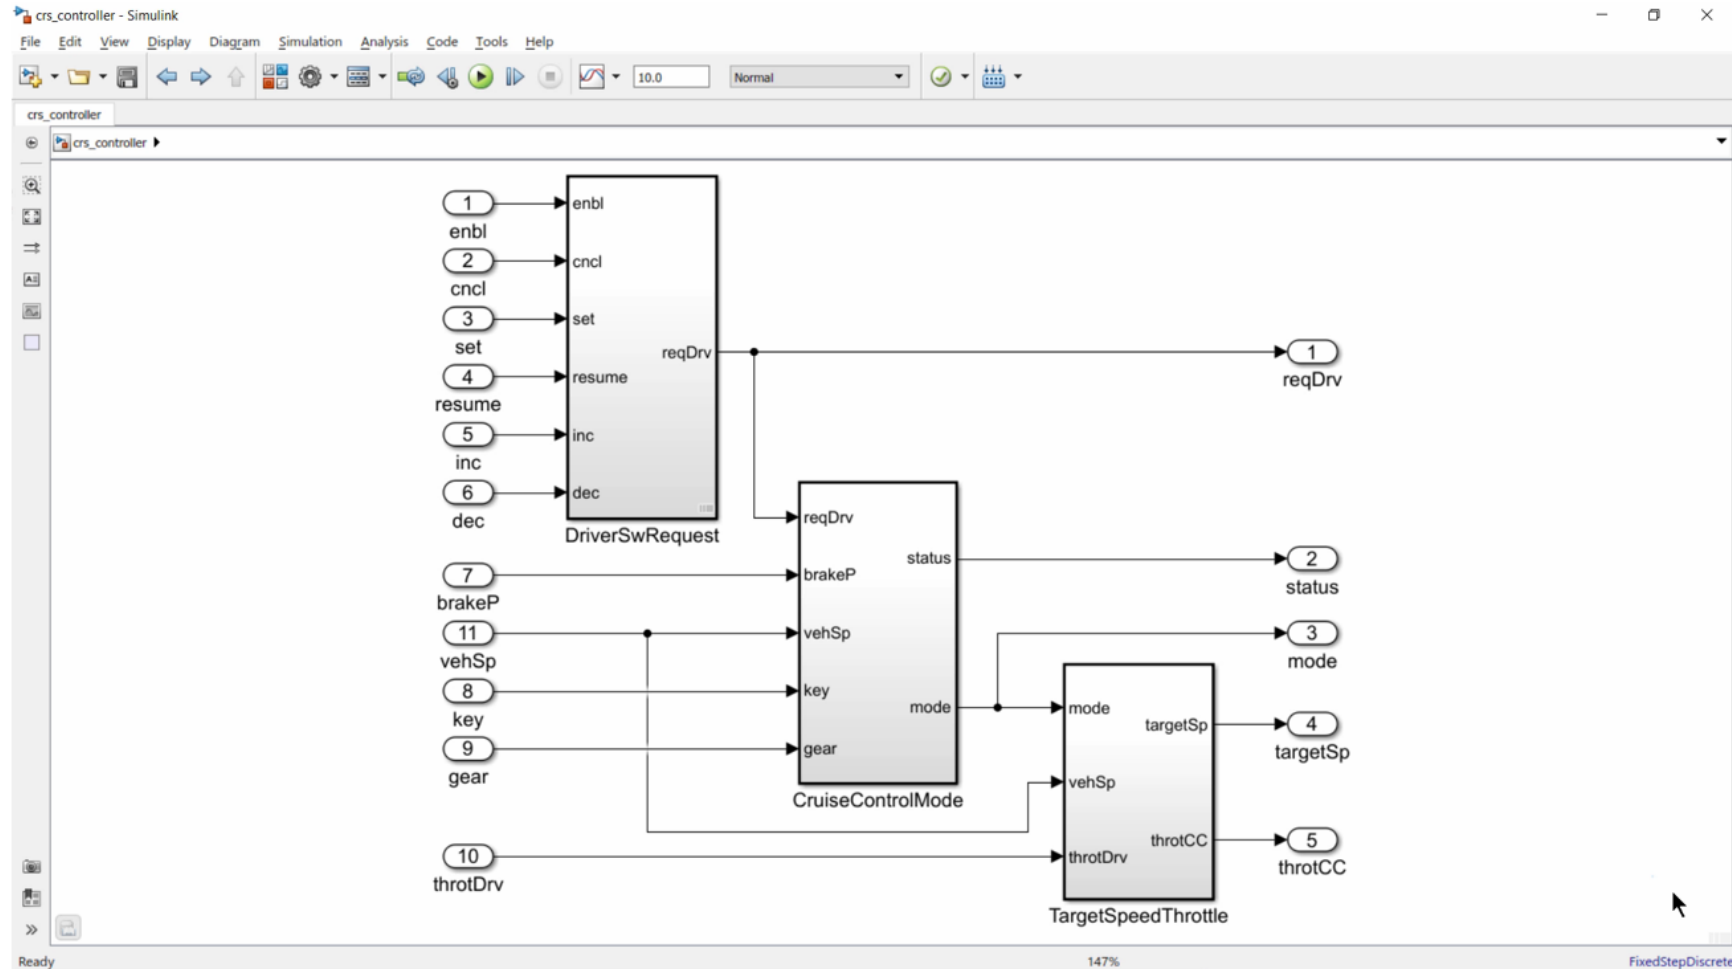 crs_controller - Simulink
File Edit View Display Diagram Simulation Analysis Code Tools Help
10.0 Normal
crs_controller
crs_controller
1 enbl
enbl
2 cncl
cncl
3 set
set
reqDrv 1
reqDrv
4 resume
resume
5 inc
inc
6 dec
dec
DriverSwRequest
reqDrv
status 2
status
7 brakeP
brakeP
11 vehSp 3
vehSp mode
8 key
key
mode mode
targetSp 4
targetSp
9 gear
gear
vehSp
CruiseControlMode
throtCC 5
throtCC
10 throtDrv
throtDrv
TargetSpeedThrottle
Ready 147% FixedStepDiscrete